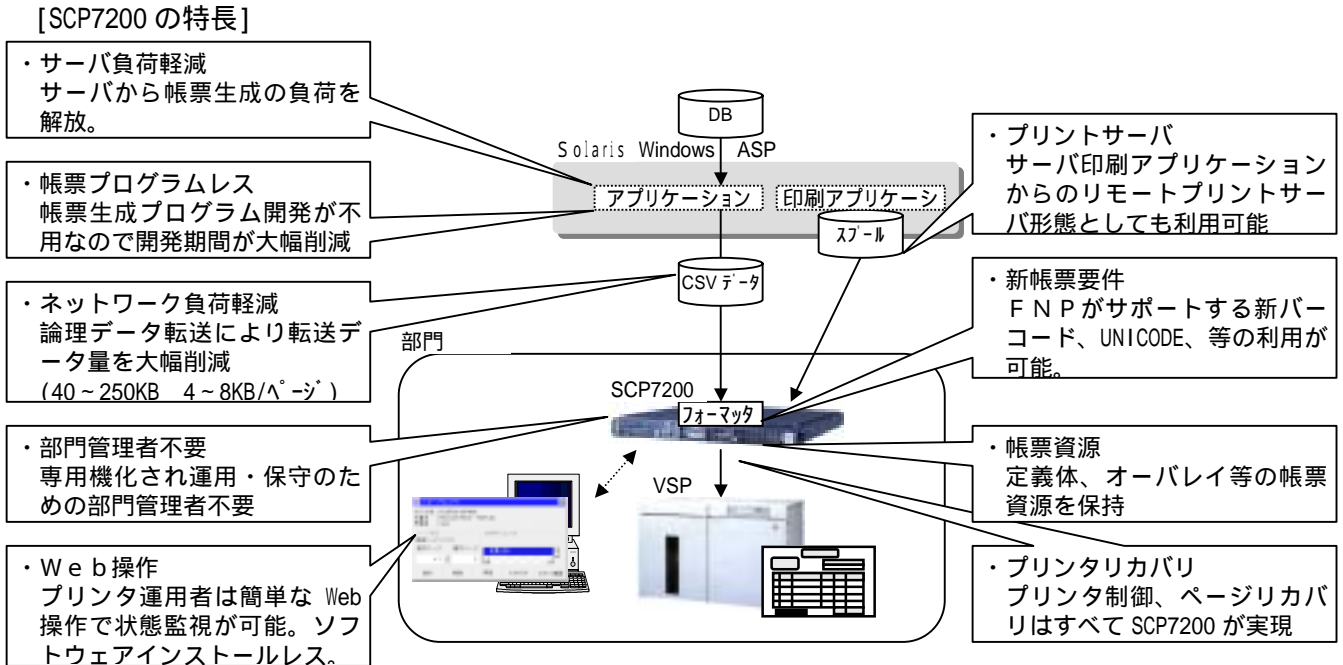 [SCP7200 の特長]
・サーバ負荷軽減
サーバから帳票生成の負荷を
解放。
・帳票プログラムレス
帳票生成プログラム開発が不
用なので開発期間が大幅削減
・ネットワーク負荷軽減
論理データ転送により転送デ
ータ量を大幅削減
(40～250KB 4～8KB/ﾍﾟｰｼﾞ)
・部門管理者不要
専用機化され運用・保守のた
めの部門管理者不要
・Ｗｅｂ操作
プリンタ運用者は簡単な Web
操作で状態監視が可能。ソフ
トウェアインストールレス。
DB
Solaris Windows ASP
アプリケーション
印刷アプリケーシ
ｽﾌﾟｰﾙ
CSV ﾃﾞｰﾀ
部門
SCP7200
ﾌｫｰﾏｯﾀ
VSP
・プリントサーバ
サーバ印刷アプリケーション
からのリモートプリントサー
バ形態としても利用可能
・新帳票要件
ＦＮＰがサポートする新バー
コード、UNICODE、等の利用が
可能。
・帳票資源
定義体、オーバレイ等の帳票
資源を保持
・プリンタリカバリ
プリンタ制御、ページリカバ
リはすべて SCP7200 が実現